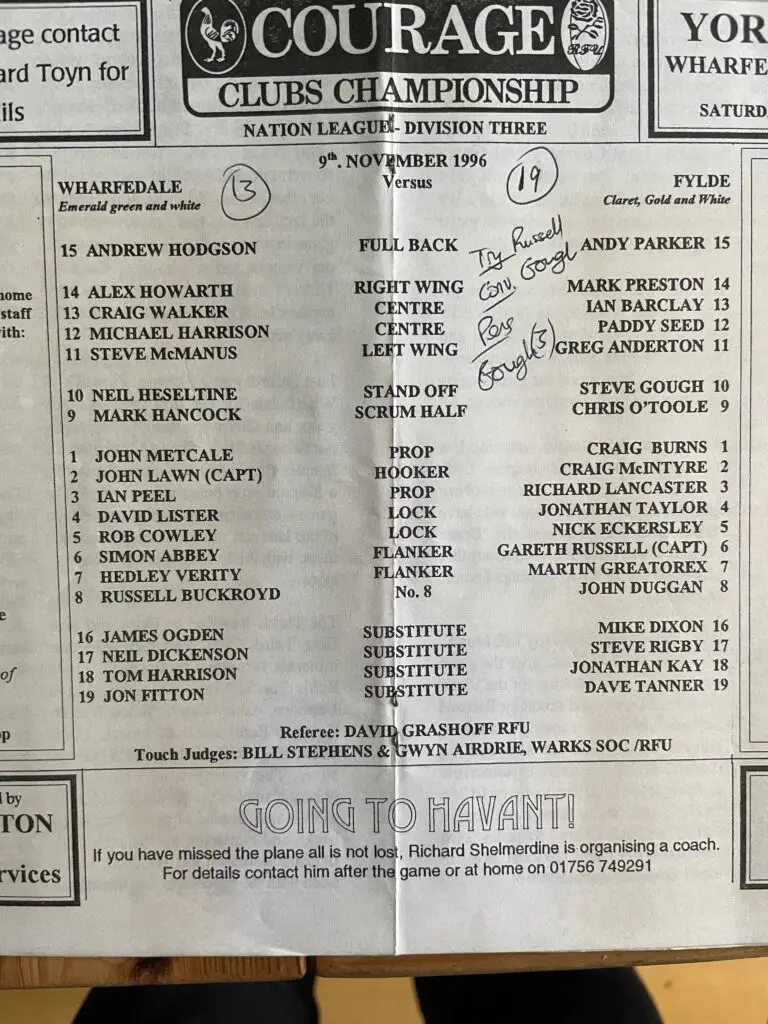 age contact
ard Toyn for
ils
COURAGE
RFU
CLUBS CHAMPIONSHIP
NATION LEAGUE - DIVISION THREE
YOR
WHARFE
SATURD
9th. NOVEMBER 1996
WHARFEDALE 13 Versus 19 FYLDE
Emerald green and white Claret, Gold and White
15 ANDREW HODGSON FULL BACK ANDY PARKER 15
14 ALEX HOWARTH RIGHT WING MARK PRESTON 14
13 CRAIG WALKER CENTRE IAN BARCLAY 13
12 MICHAEL HARRISON CENTRE PADDY SEED 12
11 STEVE McMANUS LEFT WING GREG ANDERTON 11
Try Russell
Conv. Gough
Pens
Gough (3)
10 NEIL HESELTINE STAND OFF STEVE GOUGH 10
9 MARK HANCOCK SCRUM HALF CHRIS O'TOOLE 9
1 JOHN METCALE PROP CRAIG BURNS 1
2 JOHN LAWN (CAPT) HOOKER CRAIG McINTYRE 2
3 IAN PEEL PROP RICHARD LANCASTER 3
4 DAVID LISTER LOCK JONATHAN TAYLOR 4
5 ROB COWLEY LOCK NICK ECKERSLEY 5
6 SIMON ABBEY FLANKER GARETH RUSSELL (CAPT) 6
7 HEDLEY VERITY FLANKER MARTIN GREATOREX 7
8 RUSSELL BUCKROYD No. 8 JOHN DUGGAN 8
16 JAMES OGDEN SUBSTITUTE MIKE DIXON 16
17 NEIL DICKENSON SUBSTITUTE STEVE RIGBY 17
18 TOM HARRISON SUBSTITUTE JONATHAN KAY 18
19 JON FITTON SUBSTITUTE DAVE TANNER 19
Referee: DAVID GRASHOFF RFU
Touch Judges: BILL STEPHENS & GWYN AIRDRIE, WARKS SOC /RFU
home
staff
with:
e
of
p
l by
TON
rvices
GOING TO HAVANT!
If you have missed the plane all is not lost, Richard Shelmerdine is organising a coach.
For details contact him after the game or at home on 01756 749291